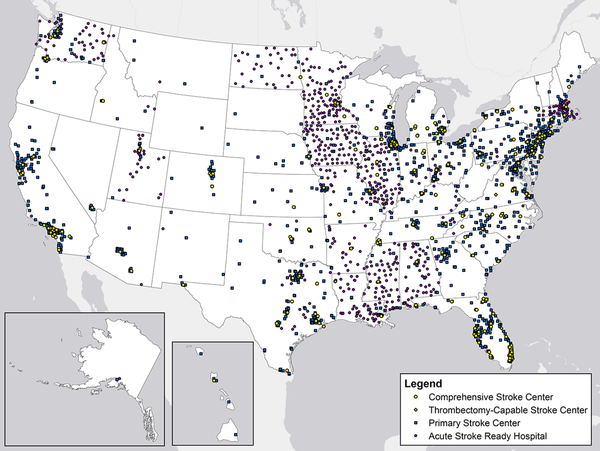 Legend
Comprehensive Stroke Center
Thrombectomy-Capable Stroke Center
Primary Stroke Center
Acute Stroke Ready Hospital